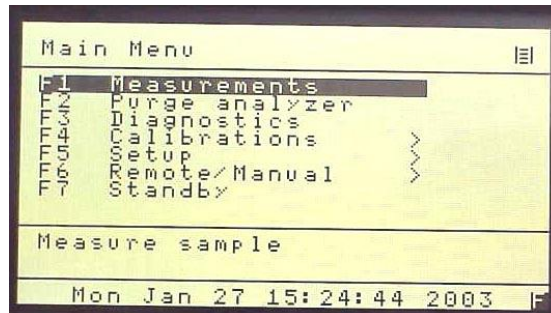 Main Menu
F1 Measurements
F2 Purge analyzer
F3 Diagnostics
F4 Calibrations >
F5 Setup >
F6 Remote/Manual >
F7 Standby
Measure sample
Mon Jan 27 15:24:44 2003